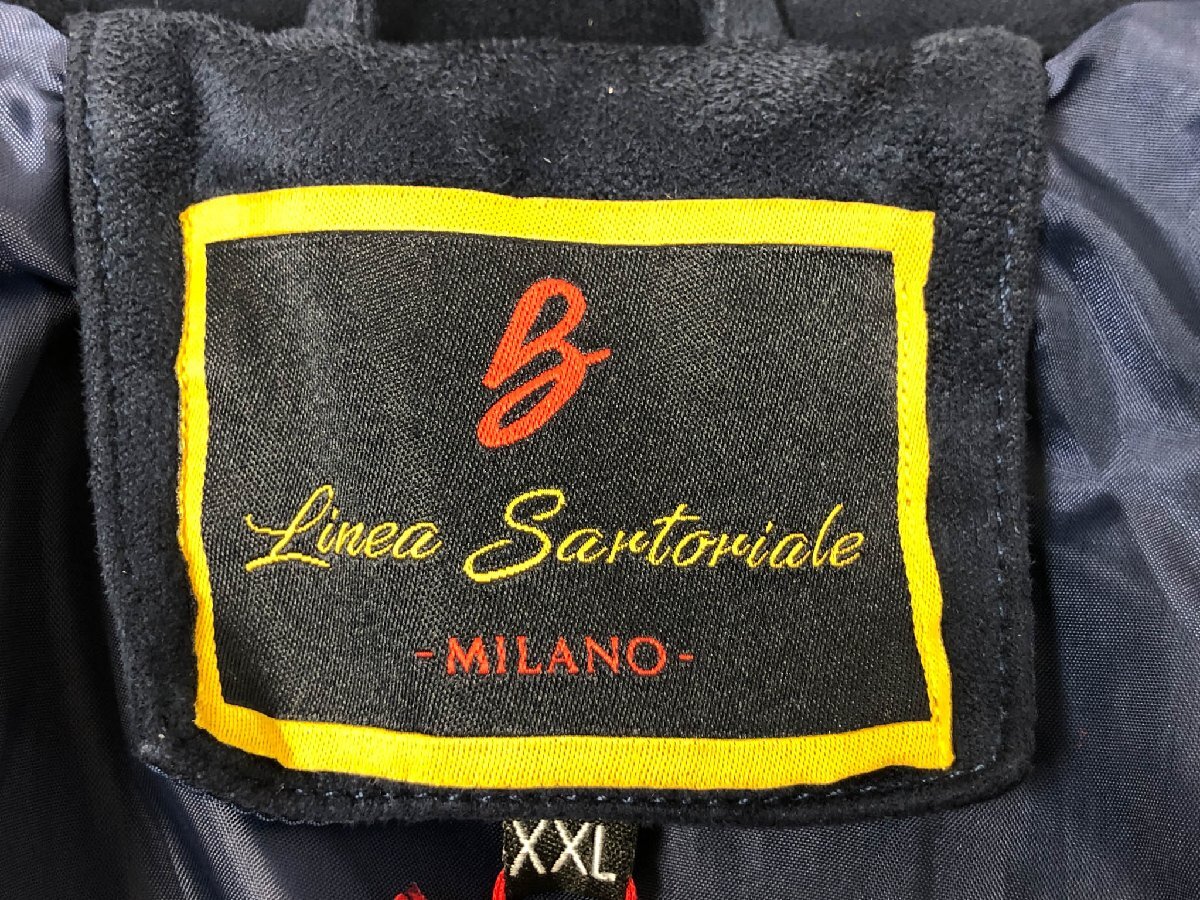 B
Linea Sartoriale
-MILANO-
XXL